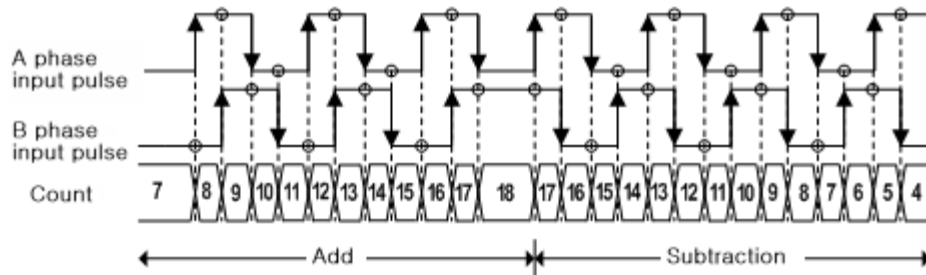 A phase
input pulse
B phase
input pulse
Count 7 8 9 10 11 12 13 14 15 16 17 18 17 16 15 14 13 12 11 10 9 8 7 6 5 4
Add Subtraction